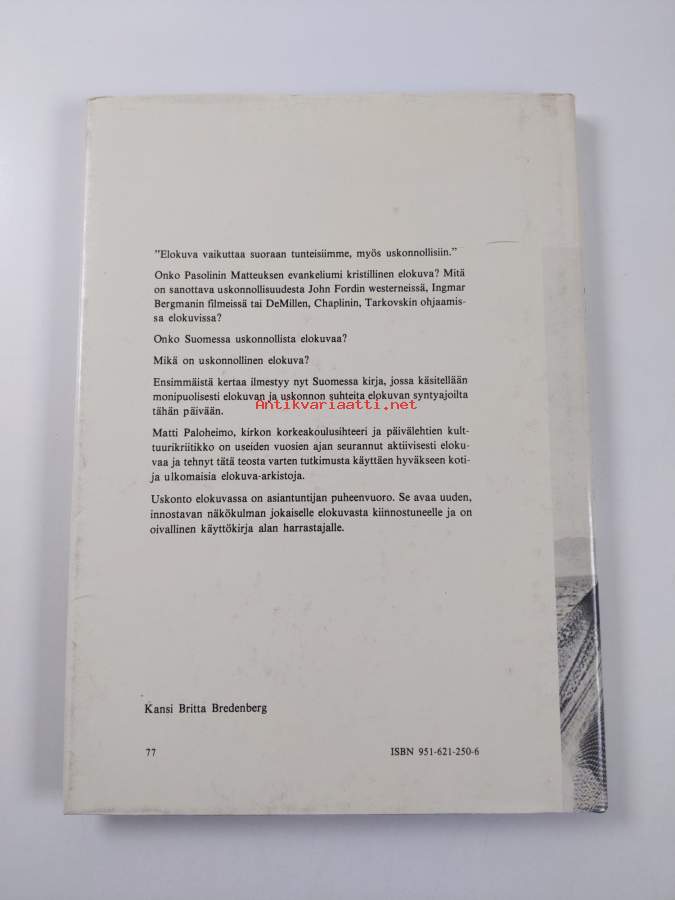 "Elokuva vaikuttaa suoraan tunteisiimme, myös uskonnollisiin."
Onko Pasolinin Matteuksen evankeliumi kristillinen elokuva? Mitä
on sanottava uskonnollisuudesta John Fordin westerneissä, Ingmar
Bergmanin filmeissä tai DeMillen, Chaplinin, Tarkovskin ohjaamis-
sa elokuvissa?
Onko Suomessa uskonnollista elokuvaa?
Mikä on uskonnollinen elokuva?
Ensimmäistä kertaa ilmestyy nyt Suomessa kirja, jossa käsitellään
monipuolisesti elokuvan ja uskonnon suhteita elokuvan syntyajoilta
Antikvariaatti.net
tähän päivään.
Matti Paloheimo, kirkon korkeakoulusihteeri ja päivälehtien kult-
tuurikriitikko on useiden vuosien ajan seurannut aktiivisesti eloku-
vaa ja tehnyt tätä teosta varten tutkimusta käyttäen hyväkseen koti-
ja ulkomaisia elokuva-arkistoja.
Uskonto elokuvassa on asiantuntijan puheenvuoro. Se avaa uuden,
innostavan näkökulman jokaiselle elokuvasta kiinnostuneelle ja on
oivallinen käyttökirja alan harrastajalle.
Kansi Britta Bredenberg
77 ISBN 951-621-250-6